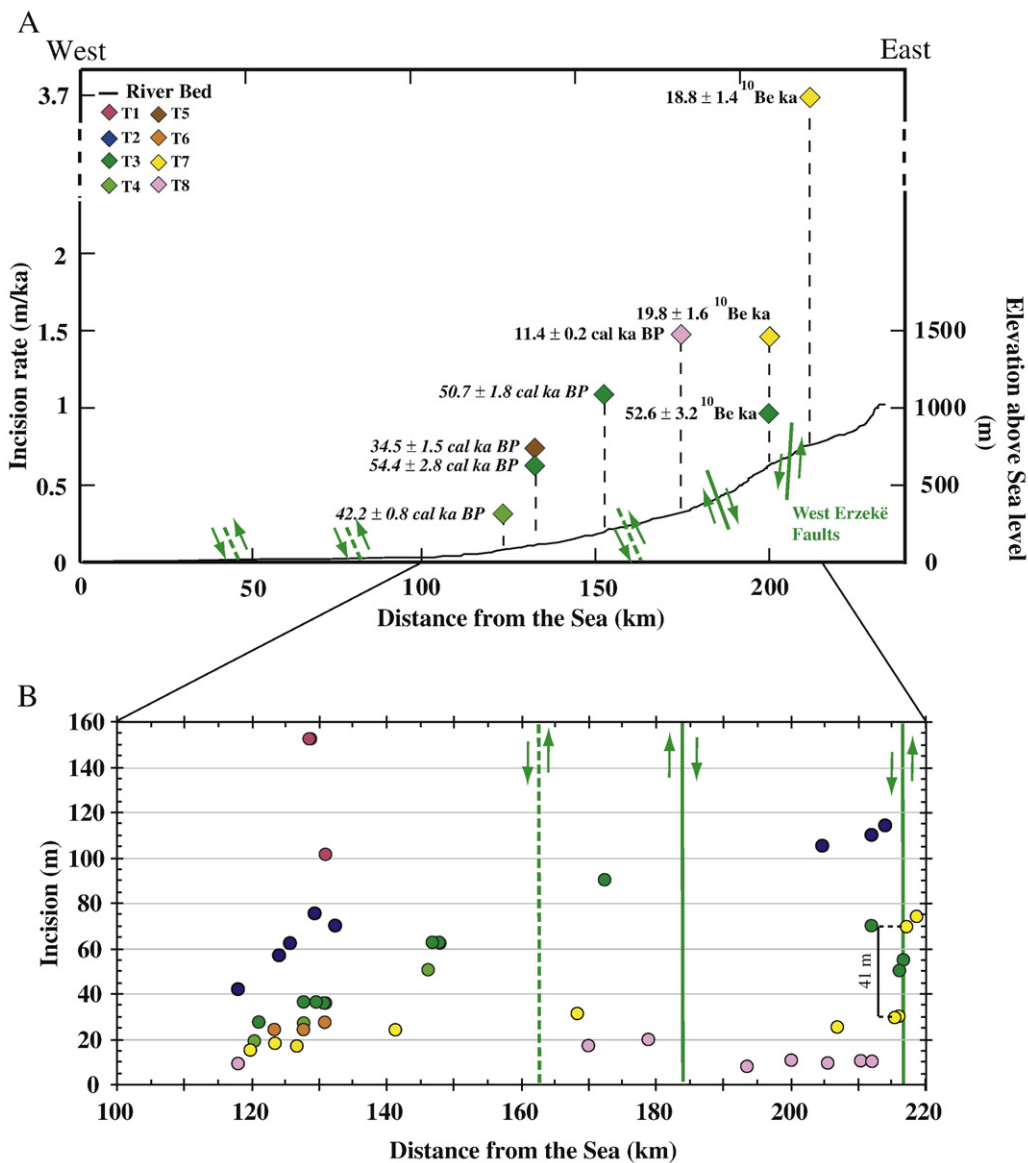 A
West East
3.7
River Bed
T1 T5
T2 T6
T3 T7
T4 T8
18.8 ± 1.4 10Be ka
2
19.8 ± 1.6 10Be ka
1.5 1500
11.4 ± 0.2 cal ka BP
50.7 ± 1.8 cal ka BP
1 1000
52.6 ± 3.2 10Be ka
34.5 ± 1.5 cal ka BP
54.4 ± 2.8 cal ka BP
0.5 500
42.2 ± 0.8 cal ka BP
West Erzekë
Faults
0 0
Incision rate (m/ka)
Elevation above Sea level
(m)
0 50 100 150 200
Distance from the Sea (km)
B
160
140
120
100
80
60
40
20
0
Incision (m)
41 m
100 120 140 160 180 200 220
Distance from the Sea (km)